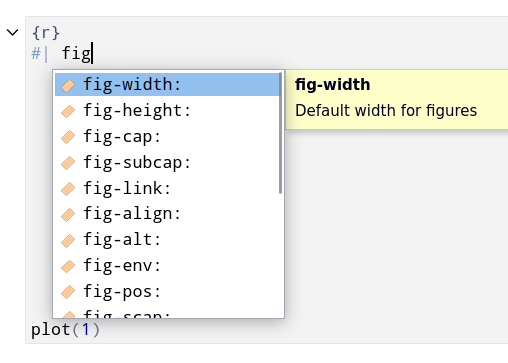 {r}
#| fig
fig-width:
fig-width
Default width for figures
fig-height:
fig-cap:
fig-subcap:
fig-link:
fig-align:
fig-alt:
fig-env:
fig-pos:
fig-scap:
plot(1)